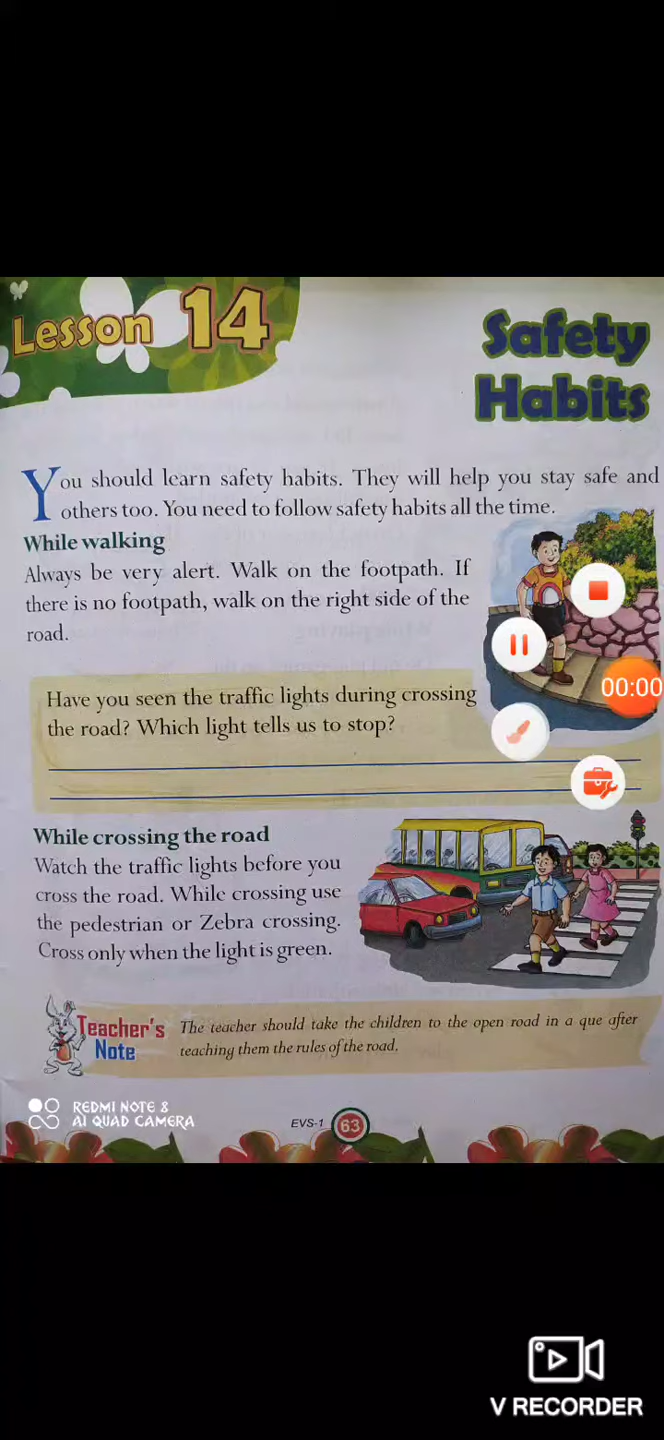 Lesson 14
Safety
Habits
You should learn safety habits. They will help you stay safe and
others too. You need to follow safety habits all the time.
While walking
Always be very alert. Walk on the footpath. If
there is no footpath, walk on the right side of the
road.
00:00
Have you seen the traffic lights during crossing
the road? Which light tells us to stop?
While crossing the road
Watch the traffic lights before you
cross the road. While crossing use
the pedestrian or Zebra crossing.
Cross only when the light is green.
Teacher's
Note
The teacher should take the children to the open road in a que after
teaching them the rules of the road.
REDMI NOTE 8
AI QUAD CAMERA
EVS-1 63
V RECORDER